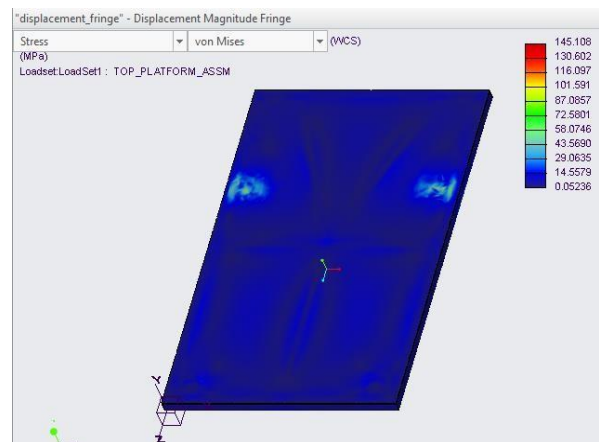 "displacement_fringe" - Displacement Magnitude Fringe
Stress von Mises (WCS)
(MPa)
Loadset:LoadSet1 : TOP_PLATFORM_ASSM
145.108
130.602
116.097
101.591
87.0857
72.5801
58.0746
43.5690
29.0635
14.5579
0.05236
Y
Z